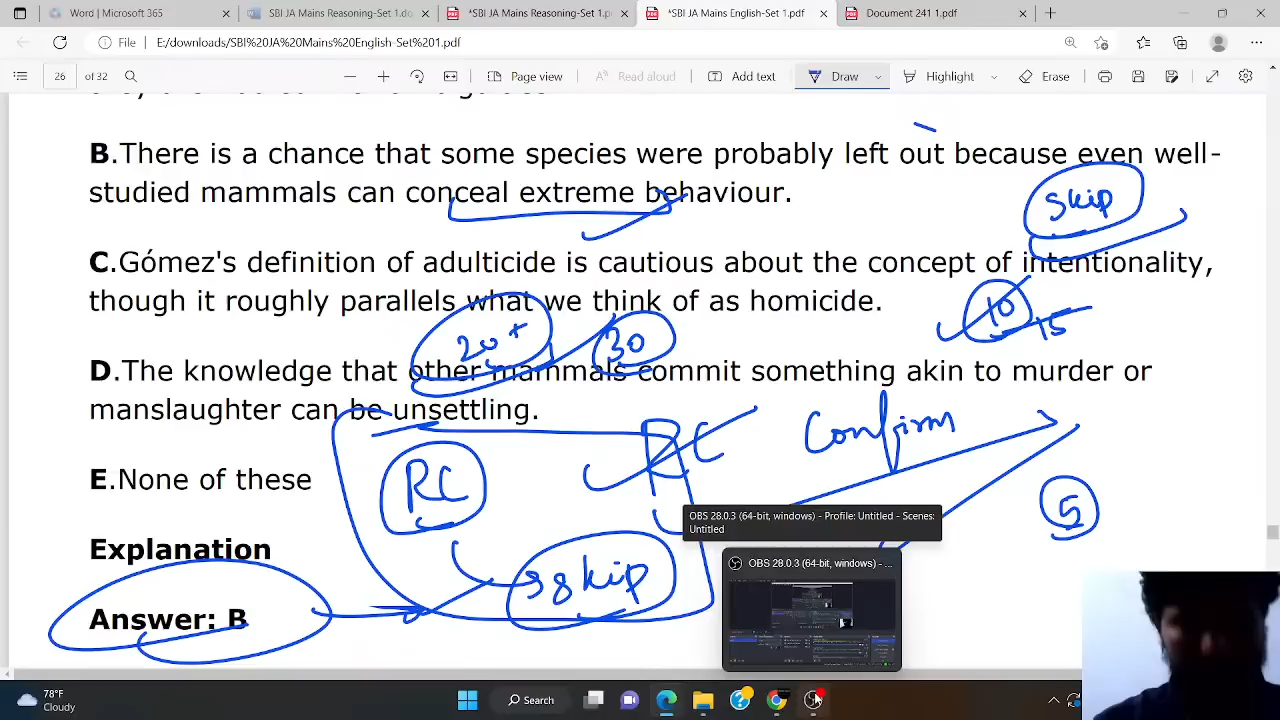 Word | Microsoft 365
SBI JA Mains Reasoning-Set 1.do
*SBI JA Mains Reasoning-Set 1.p
*SBI JA Mains English-Set 1.pdf
Document 241 1.pdf
File
E:/downloads/SBI%20JA%20Mains%20English-Set%201.pdf
26 of 32
Page view
Read aloud
Add text
Draw
Highlight
Erase
B.There is a chance that some species were probably left out because even well-
studied mammals can conceal extreme behaviour.
skip
C.Gómez's definition of adulticide is cautious about the concept of intentionality,
though it roughly parallels what we think of as homicide.
10
15
20+
30
D.The knowledge that other mammals commit something akin to murder or
manslaughter can be unsettling.
RC
Confirm
E.None of these
RC
5
OBS 28.0.3 (64-bit, windows) - Profile: Untitled - Scenes:
Untitled
Explanation
OBS 28.0.3 (64-bit, windows) - ...
skip
Answer: B
78°F
Cloudy
Search